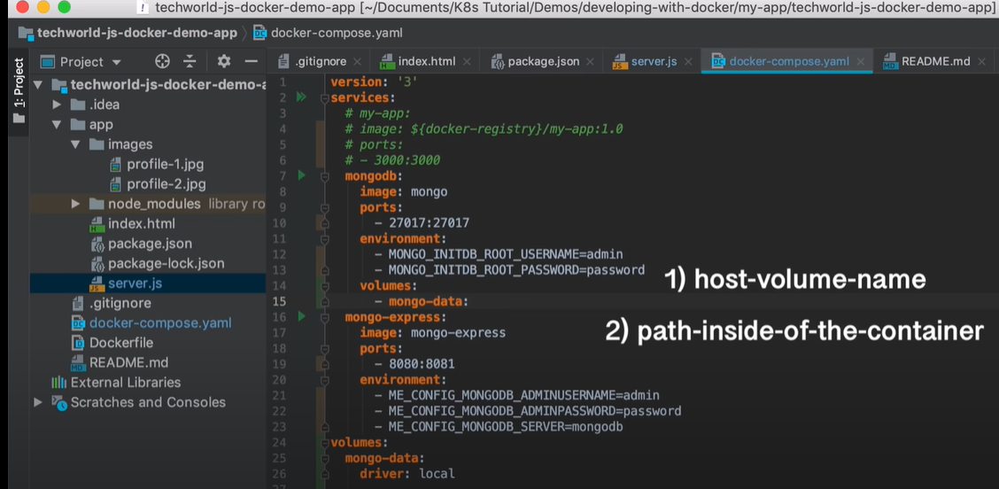 techworld-js-docker-demo-app [~/Documents/K8s Tutorial/Demos/developing-with-docker/my-app/techworld-js-docker-demo-app]
techworld-js-docker-demo-app docker-compose.yaml
1: Project
Project
.gitignore index.html package.json server.js docker-compose.yaml README.md
techworld-js-docker-demo-a
.idea
app
images
profile-1.jpg
profile-2.jpg
node_modules library ro
index.html
package.json
package-lock.json
server.js
.gitignore
docker-compose.yaml
Dockerfile
README.md
External Libraries
Scratches and Consoles
1 version: '3'
2 services:
3 # my-app:
4 # image: ${docker-registry}/my-app:1.0
5 # ports:
6 # - 3000:3000
7 mongodb:
8 image: mongo
9 ports:
10 - 27017:27017
11 environment:
12 - MONGO_INITDB_ROOT_USERNAME=admin
13 - MONGO_INITDB_ROOT_PASSWORD=password
14 volumes:
15 - mongo-data:
16 mongo-express:
17 image: mongo-express
18 ports:
19 - 8080:8081
20 environment:
21 - ME_CONFIG_MONGODB_ADMINUSERNAME=admin
22 - ME_CONFIG_MONGODB_ADMINPASSWORD=password
23 - ME_CONFIG_MONGODB_SERVER=mongodb
24 volumes:
25 mongo-data:
26 driver: local
27
1) host-volume-name
2) path-inside-of-the-container